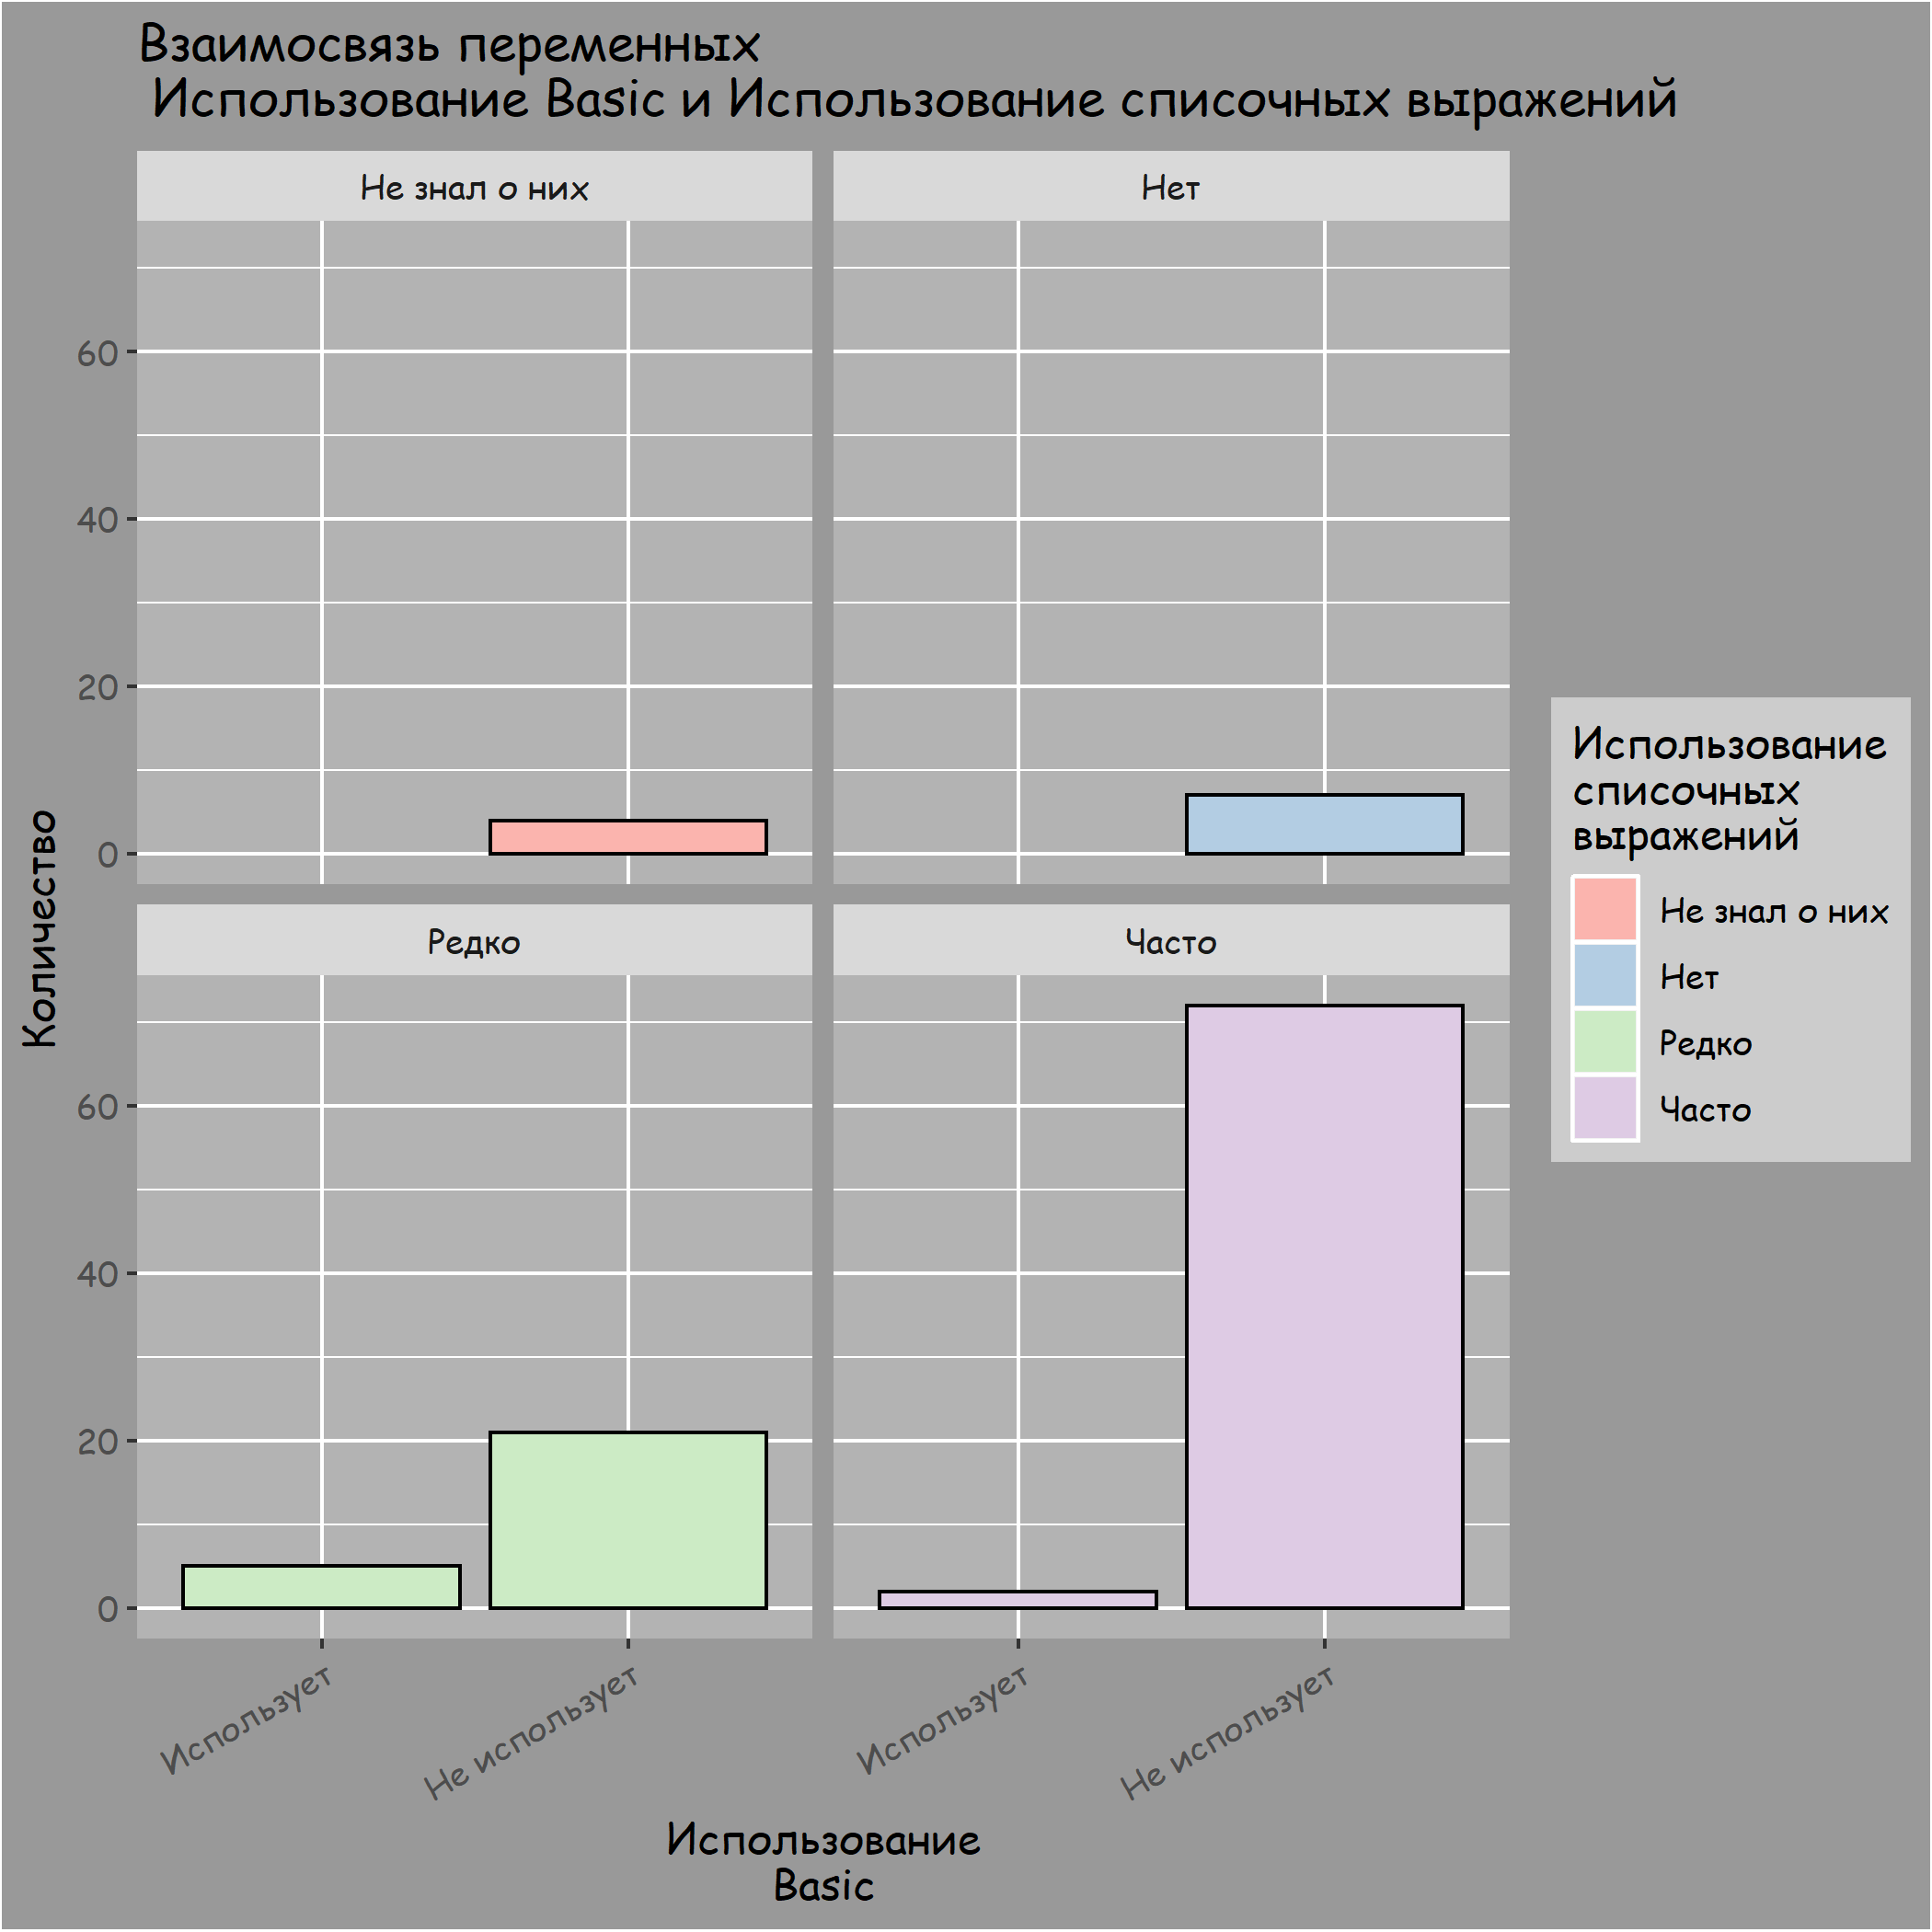 Взаимосвязь переменных
Использование Basic и Использование списочных выражений
Не знал о них
Нет
60
40
20
0
Редко
Часто
60
40
20
0
Использует
Не использует
Использует
Не использует
Использование
Basic
Количество
Использование
списочных
выражений
Не знал о них
Нет
Редко
Часто